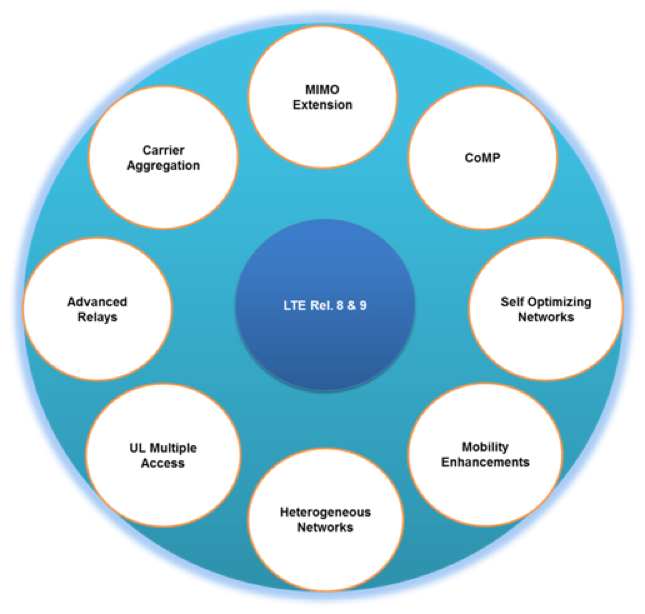 MIMO
Extension
Carrier
Aggregation
CoMP
Advanced
Relays
LTE Rel. 8 & 9
Self Optimizing
Networks
UL Multiple
Access
Mobility
Enhancements
Heterogeneous
Networks